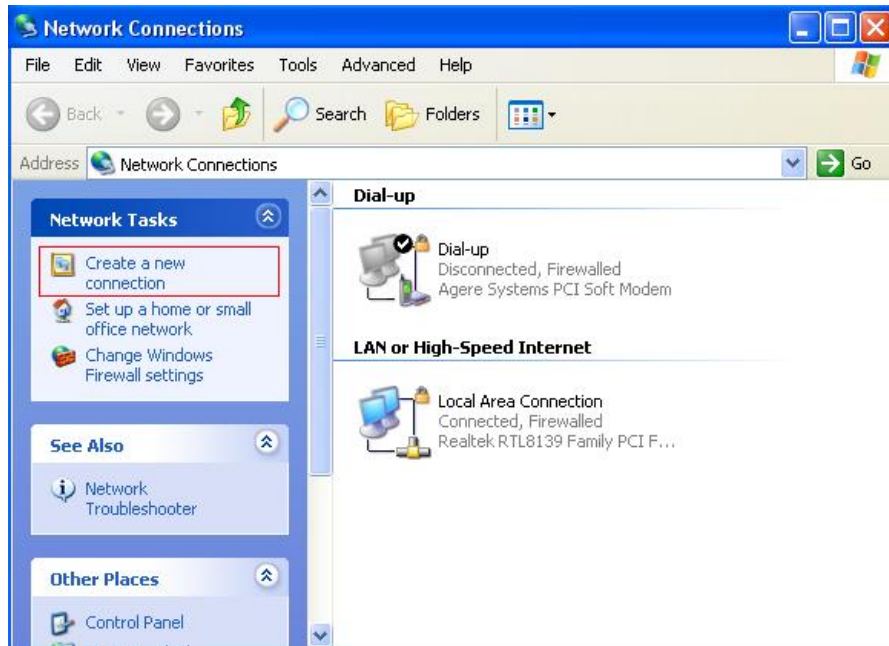 Network Connections
File Edit View Favorites Tools Advanced Help
Back Search Folders
Address Network Connections Go
Network Tasks
Create a new
connection
Set up a home or small
office network
Change Windows
Firewall settings
See Also
Network
Troubleshooter
Other Places
Control Panel
Dial-up
Dial-up
Disconnected, Firewalled
Agere Systems PCI Soft Modem
LAN or High-Speed Internet
Local Area Connection
Connected, Firewalled
Realtek RTL8139 Family PCI F...